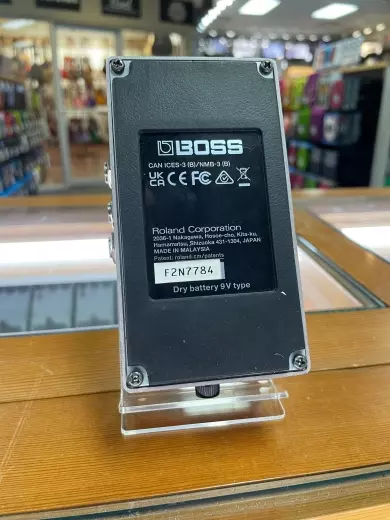 BOSS
CAN ICES-3 (B)/NMB-3 (B)
UK CA CE FC
Roland Corporation
2036-1 Nakagawa, Hosoe-cho, Kita-ku,
Hamamatsu, Shizuoka 431-1304, JAPAN
MADE IN MALAYSIA
Patent: roland.cm/patents
F2N7784
Dry battery 9V type